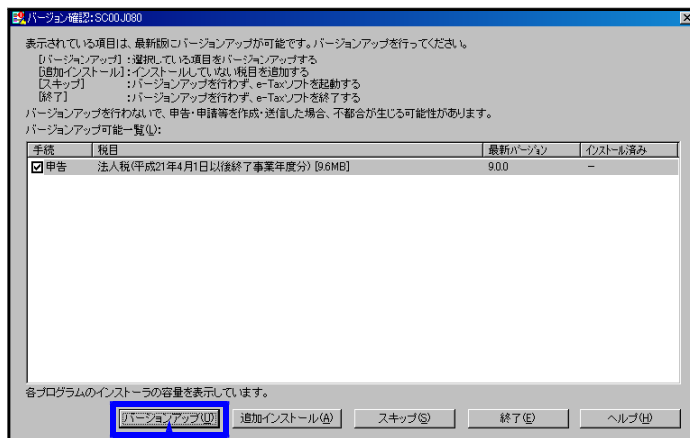 バージョン確認:SC00J080
表示されている項目は、最新版にバージョンアップが可能です。バージョンアップを行ってください。
[バージョンアップ]:選択している項目をバージョンアップする
[追加インストール]:インストールしていない税目を追加する
[スキップ] :バージョンアップを行わず、e-Taxソフトを起動する
[終了] :バージョンアップを行わず、e-Taxソフトを終了する
バージョンアップを行わないで、申告・申請等を作成・送信した場合、不都合が生じる可能性があります。
バージョンアップ可能一覧(L):
手続 税目 最新バージョン インストール済み
申告 法人税(平成21年4月1日以後終了事業年度分) [9.6MB] 9.0.0 −
各プログラムのインストーラの容量を表示しています。
バージョンアップ(U) 追加インストール(A) スキップ(S) 終了(E) ヘルプ(H)